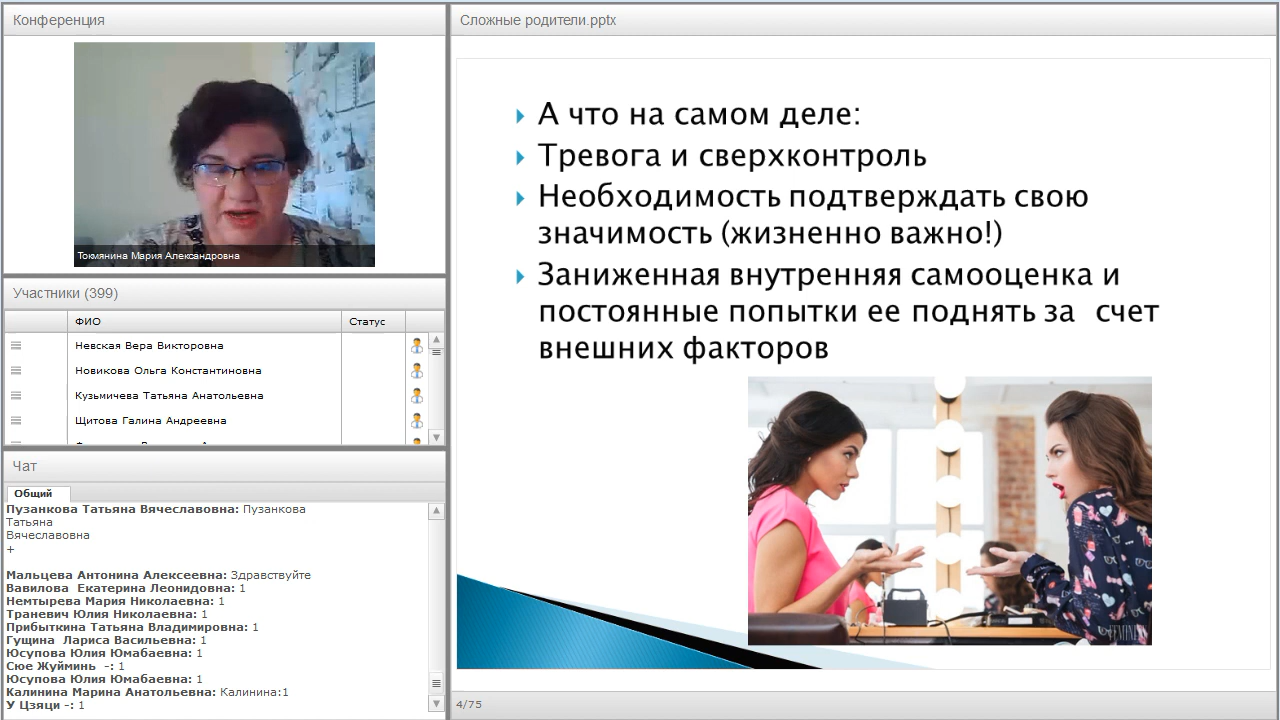 Конференция
Токмянина Мария Александровна
Участники (399)
ФИО
Статус
Невская Вера Викторовна
Новикова Ольга Константиновна
Кузьмичева Татьяна Анатольевна
Щитова Галина Андреевна
Чат
Общий
Пузанкова Татьяна Вячеславовна: Пузанкова
Татьяна
Вячеславовна
+
Мальцева Антонина Алексеевна: Здравствуйте
Вавилова  Екатерина Леонидовна: 1
Немтырева Мария Николаевна: 1
Траневич Юлия Николаевна: 1
Прибыткина Татьяна Владимировна: 1
Гущина  Лариса Васильевна: 1
Юсупова Юлия Юмабаевна: 1
Сюе Жуйминь  -: 1
Юсупова Юлия Юмабаевна: 1
Калинина Марина Анатольевна: Калинина:1
У Цзяци -: 1
Сложные родители.pptx
А что на самом деле:
Тревога и сверхконтроль
Необходимость подтверждать свою
значимость (жизненно важно!)
Заниженная внутренняя самооценка и
постоянные попытки ее поднять за  счет
внешних факторов
4/75